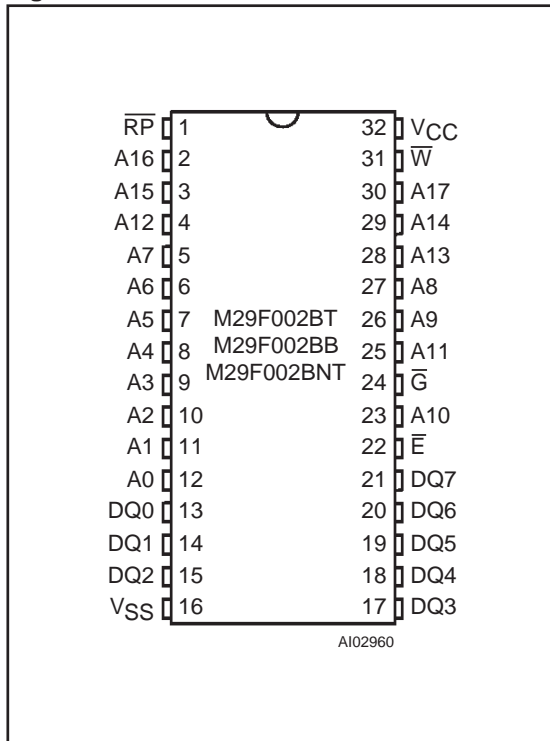 R̅P̅ 1 32 VCC
A16 2 31 W̅
A15 3 30 A17
A12 4 29 A14
A7 5 28 A13
A6 6 27 A8
A5 7 M29F002BT 26 A9
A4 8 M29F002BB 25 A11
A3 9 M29F002BNT 24 G̅
A2 10 23 A10
A1 11 22 E̅
A0 12 21 DQ7
DQ0 13 20 DQ6
DQ1 14 19 DQ5
DQ2 15 18 DQ4
VSS 16 17 DQ3
AI02960